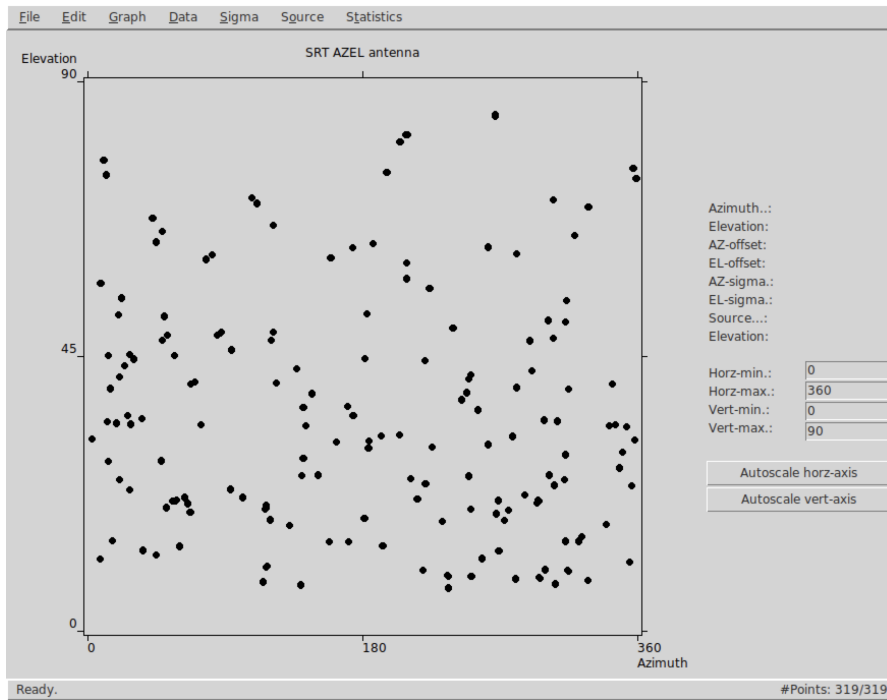 File Edit Graph Data Sigma Source Statistics
SRT AZEL antenna
Elevation
90
45
0
0 180 360
Azimuth
Azimuth..:
Elevation:
AZ-offset:
EL-offset:
AZ-sigma.:
EL-sigma.:
Source...:
Elevation:
Horz-min.: 0
Horz-max.: 360
Vert-min.: 0
Vert-max.: 90
Autoscale horz-axis
Autoscale vert-axis
Ready. #Points: 319/319